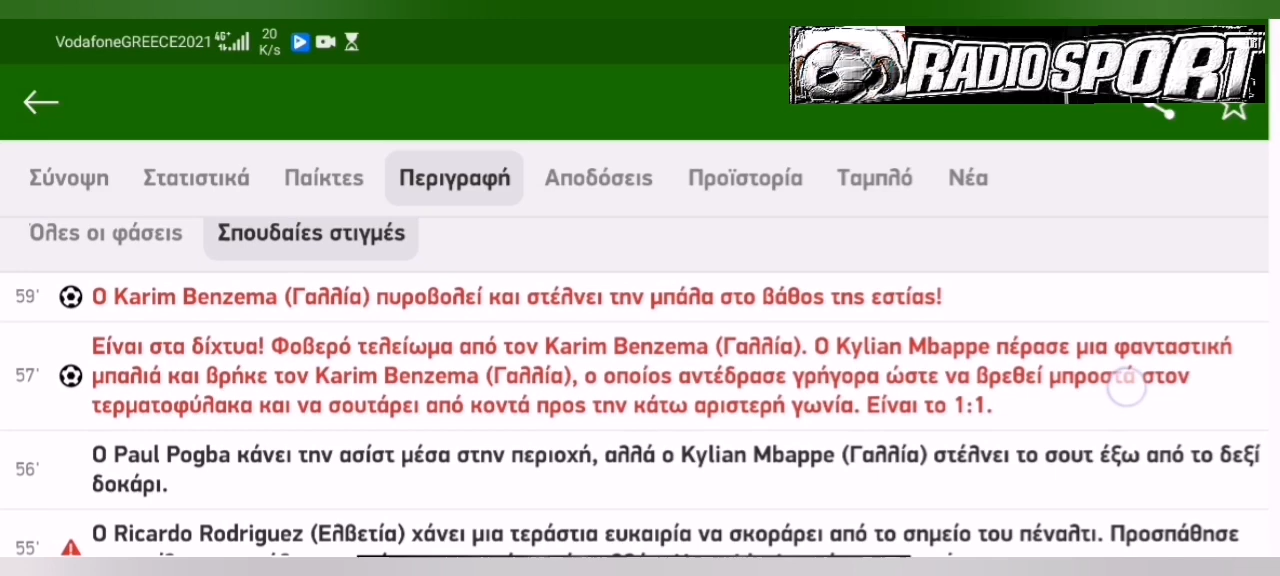 VodafoneGREECE2021 4G+ 20 K/s
RADIO SPORT
Σύνοψη Στατιστικά Παίκτες Περιγραφή Αποδόσεις Προϊστορία Ταμπλό Νέα
Όλες οι φάσεις Σπουδαίες στιγμές
59' Ο Karim Benzema (Γαλλία) πυροβολεί και στέλνει την μπάλα στο βάθος της εστίας!
Είναι στα δίχτυα! Φοβερό τελείωμα από τον Karim Benzema (Γαλλία). Ο Kylian Mbappe πέρασε μια φανταστική
57' μπαλιά και βρήκε τον Karim Benzema (Γαλλία), ο οποίος αντέδρασε γρήγορα ώστε να βρεθεί μπροστά στον
τερματοφύλακα και να σουτάρει από κοντά προς την κάτω αριστερή γωνία. Είναι το 1:1.
56' Ο Paul Pogba κάνει την ασίστ μέσα στην περιοχή, αλλά ο Kylian Mbappe (Γαλλία) στέλνει το σουτ έξω από το δεξί
δοκάρι.
55' Ο Ricardo Rodriguez (Ελβετία) χάνει μια τεράστια ευκαιρία να σκοράρει από το σημείο του πέναλτι. Προσπάθησε